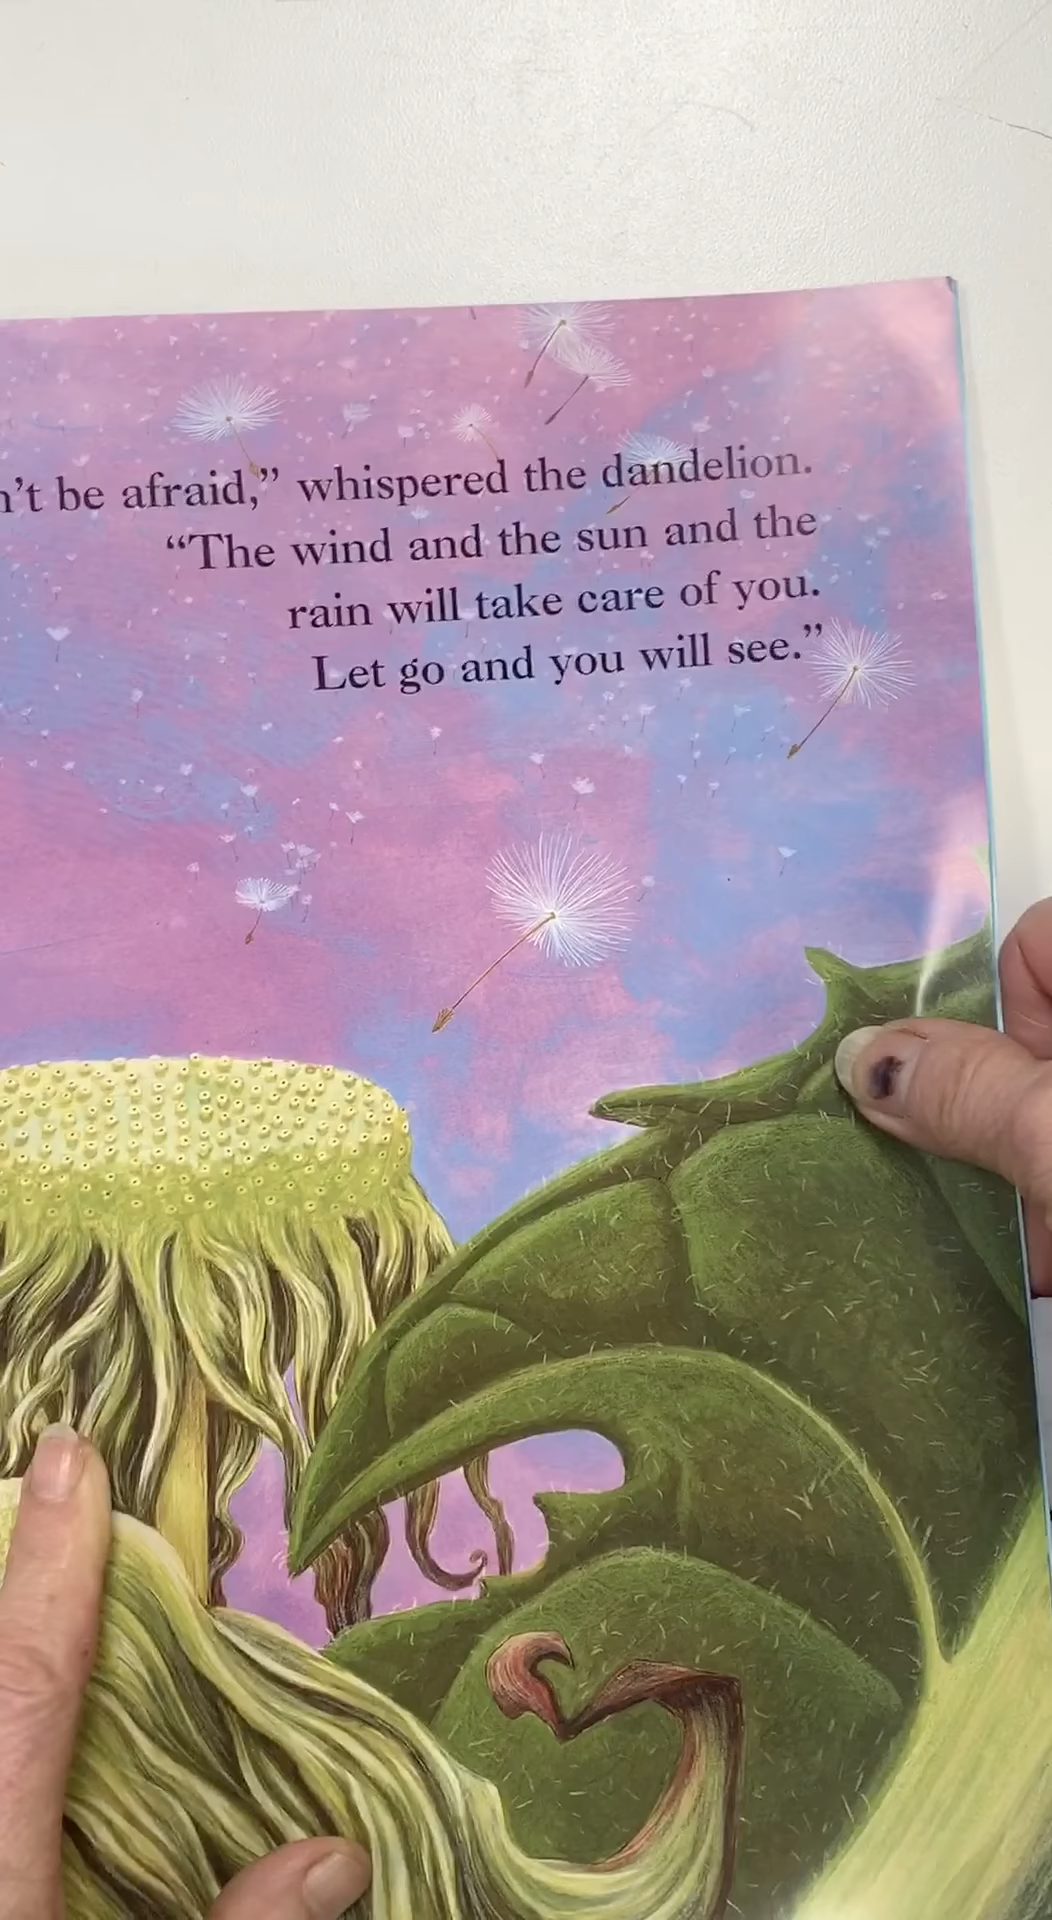 be afraid,” whispered the dandelion.
“The wind and the sun and the
rain will take care of you.
Let go and you will see.”